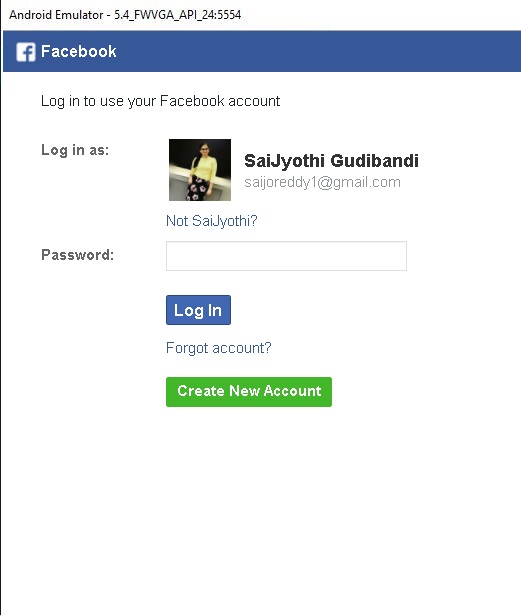 Android Emulator - 5.4_FWVGA_API_24:5554
Facebook
Log in to use your Facebook account
Log in as:
SaiJyothi Gudibandi
saijoreddy1@gmail.com
Not SaiJyothi?
Password:
Log In
Forgot account?
Create New Account